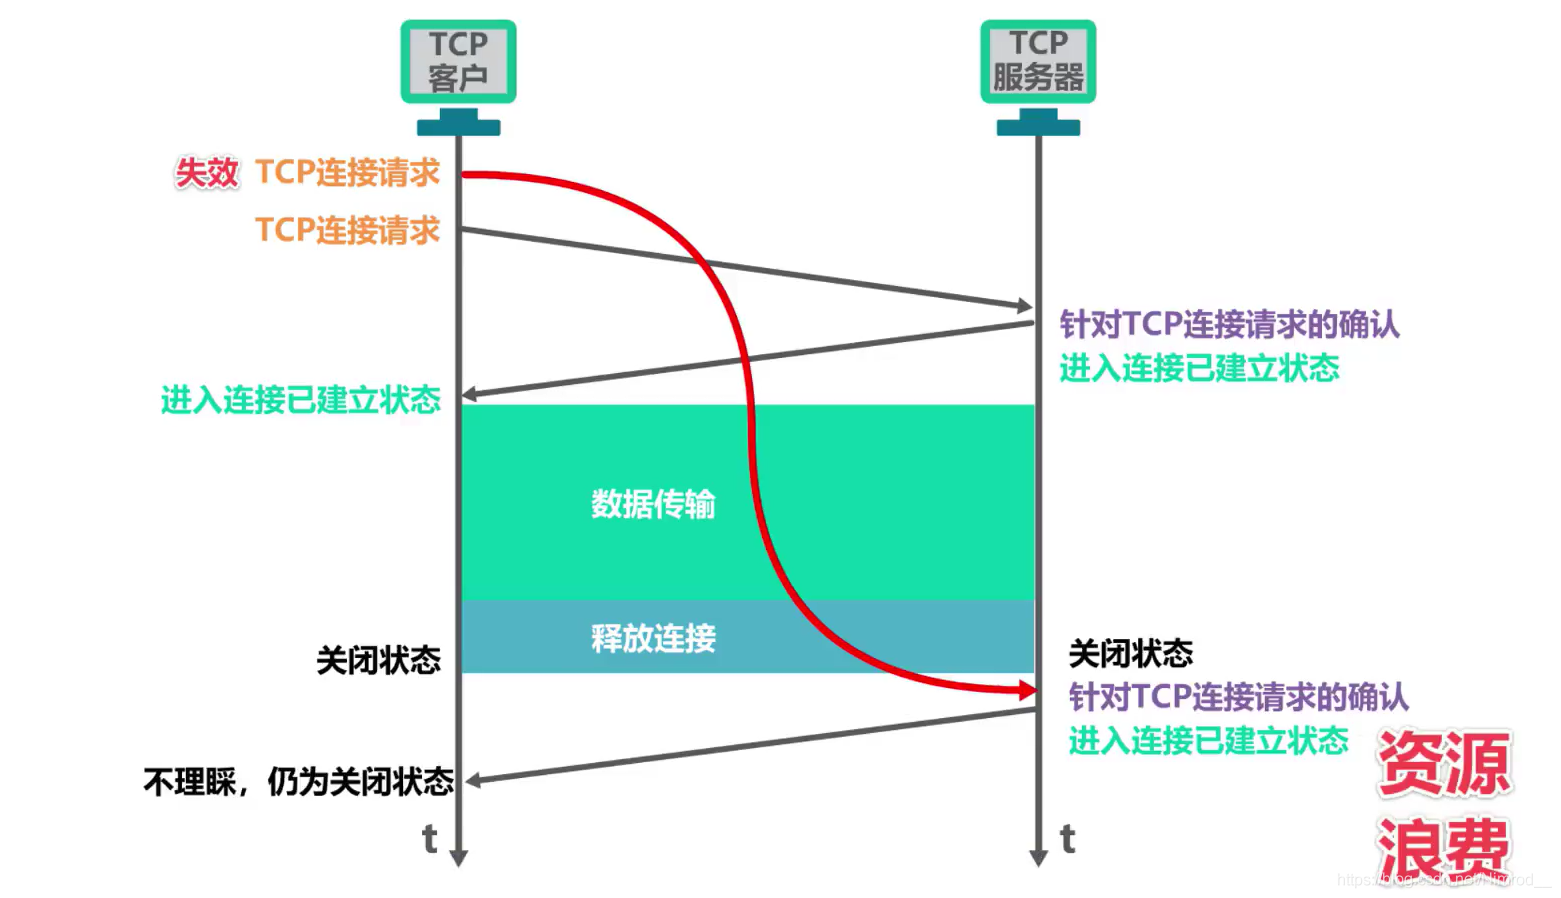 TCP
客户
TCP
服务器
失效 TCP连接请求
TCP连接请求
针对TCP连接请求的确认
进入连接已建立状态
进入连接已建立状态
数据传输
释放连接
关闭状态
关闭状态
针对TCP连接请求的确认
进入连接已建立状态
资源
浪费
不理睬，仍为关闭状态
t
t